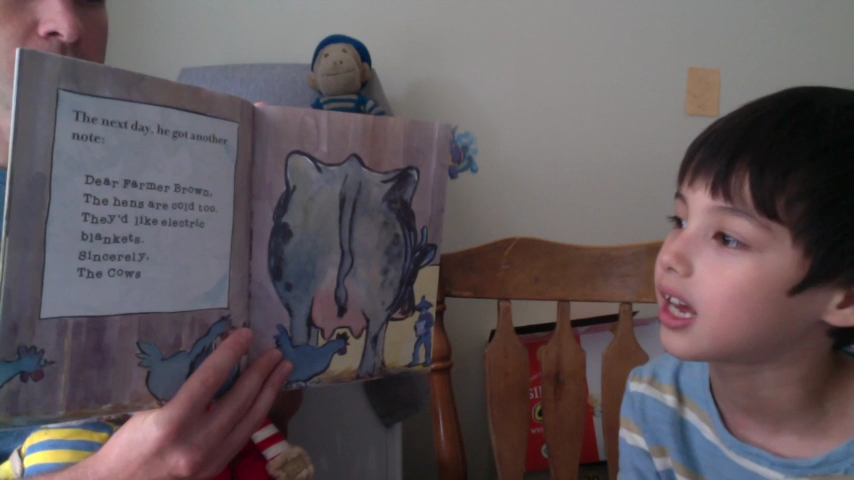 The next day, he got another
note:
Dear Farmer Brown,
The hens are cold too.
They'd like electric
blankets.
Sincerely,
The Cows